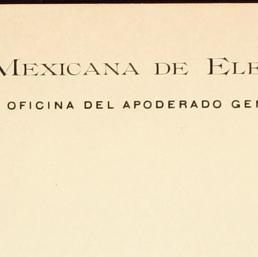 MEXICANA DE ELE
OFICINA DEL APODERADO GEN